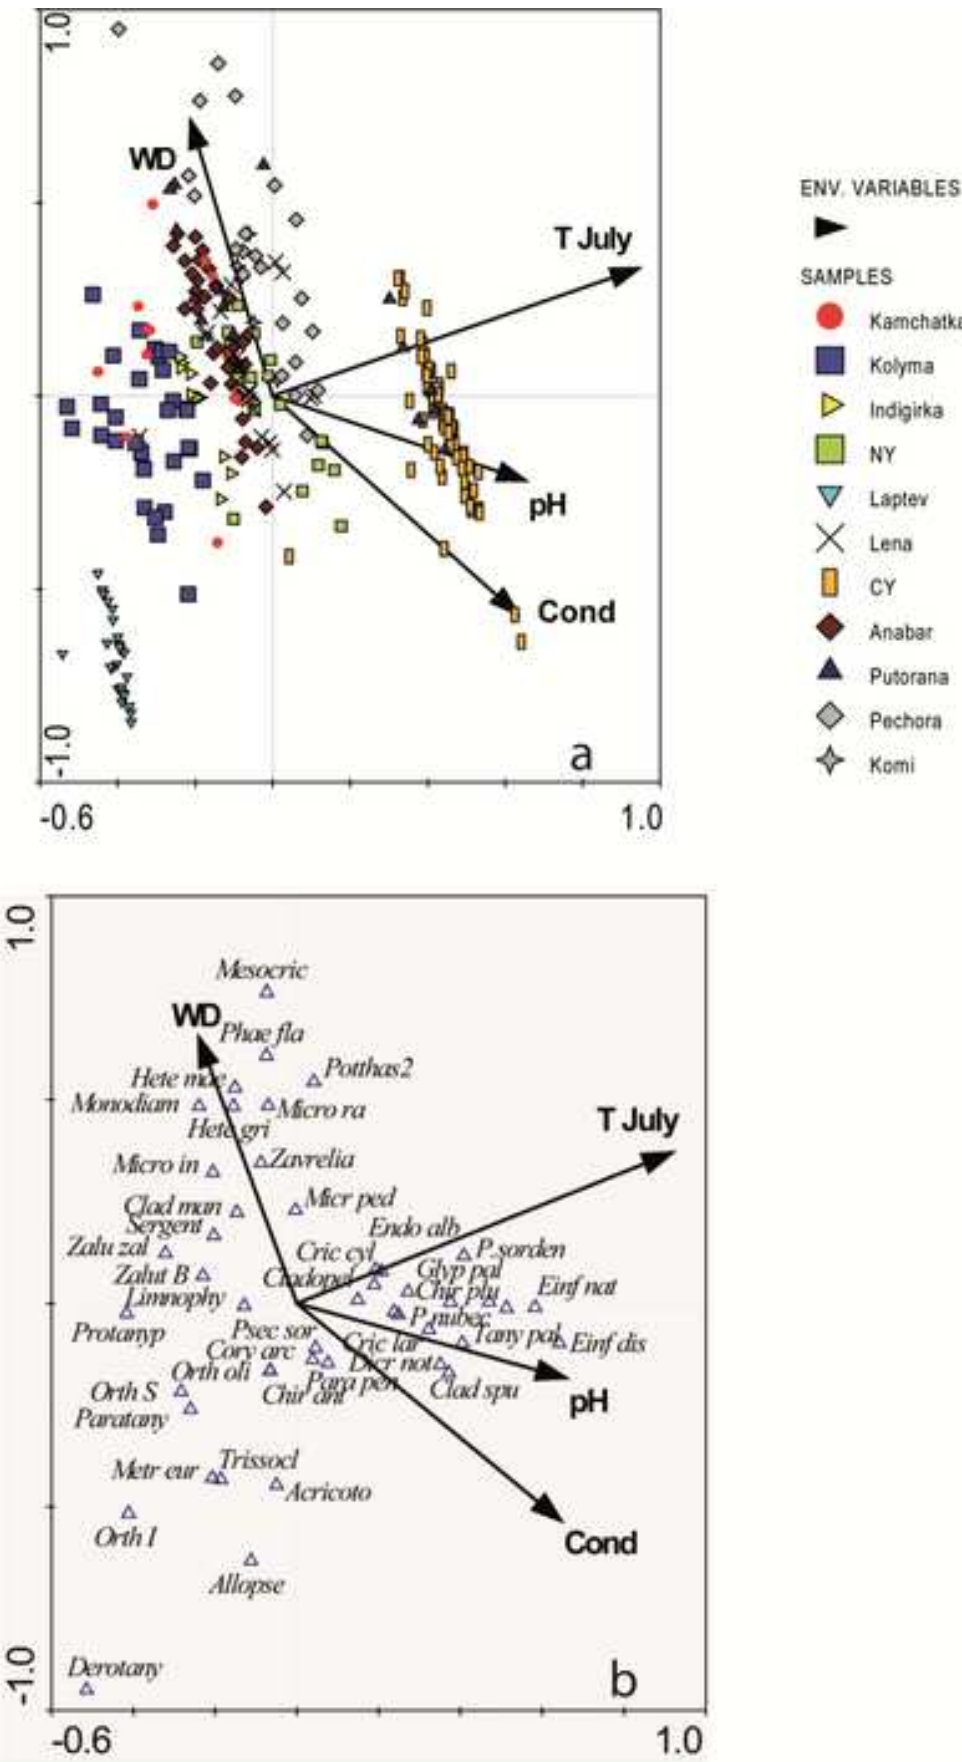 1.0
WD
T July
pH
Cond
a
-1.0
-0.6
1.0
ENV. VARIABLES
SAMPLES
Kamchatka
Kolyma
Indigirka
NY
Laptev
Lena
CY
Anabar
Putorana
Pechora
Komi
1.0
Mesocric
WD
Phae fla
Potthas2
Hete mae
Monodiam
Micro ra
Hete gri
T July
Micro in
Zavrelia
Clad man
Micr ped
Sergent
Endo alb
Zalu zal
Cric cyl
P.sorden
Zalut B
Cladopel
Glyp pal
Limnophy
Chir plu
Einf nat
Protanyp
P.nubec
Psec sor
Cric lar
Tany pal
Einf dis
Cory arc
Orth oli
Dicr not
Orth S
Chir ant
Para pen
Clad spu
pH
Paratany
Metr eur
Trissocl
Acricoto
Orth I
Cond
Allopse
Derotany
b
-1.0
-0.6
1.0